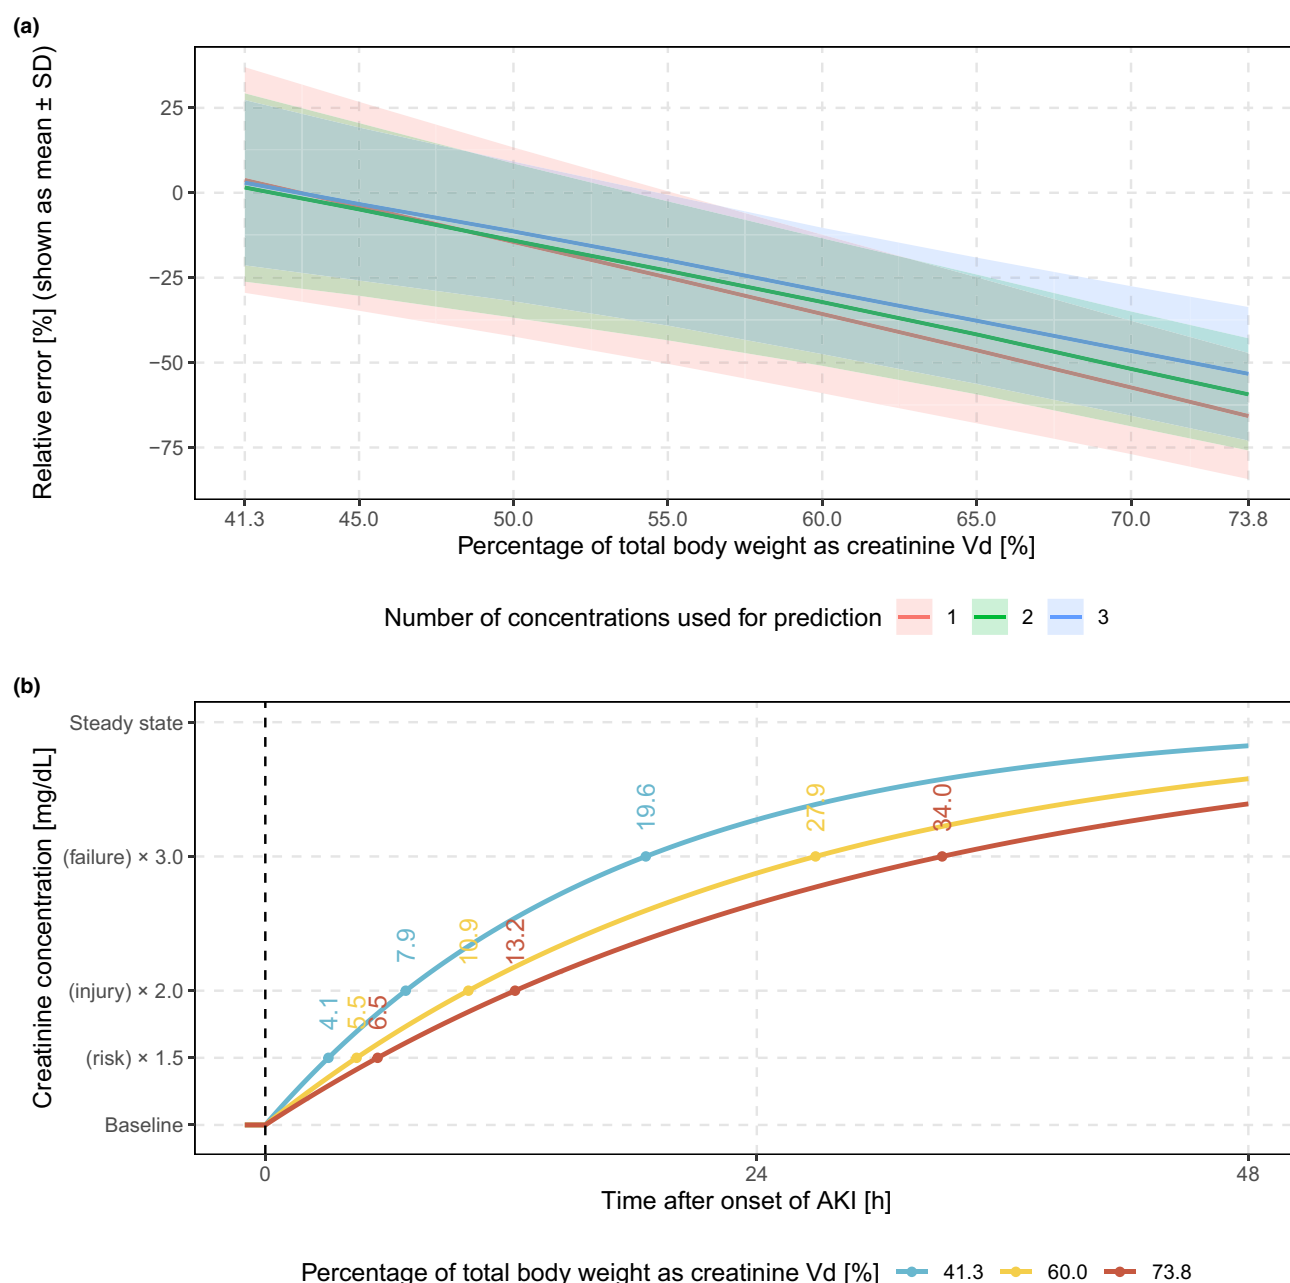 (a)
Relative error [%] (shown as mean ± SD)
25
0
−25
−50
−75
41.3 45.0 50.0 55.0 60.0 65.0 70.0 73.8
Percentage of total body weight as creatinine Vd [%]
Number of concentrations used for prediction 1 2 3
(b)
Creatinine concentration [mg/dL]
Steady state
(failure) × 3.0
(injury) × 2.0
(risk) × 1.5
Baseline
19.6 27.9 34.0
7.9 10.9 13.2
4.1 5.5 6.5
0 24 48
Time after onset of AKI [h]
Percentage of total body weight as creatinine Vd [%] 41.3 60.0 73.8